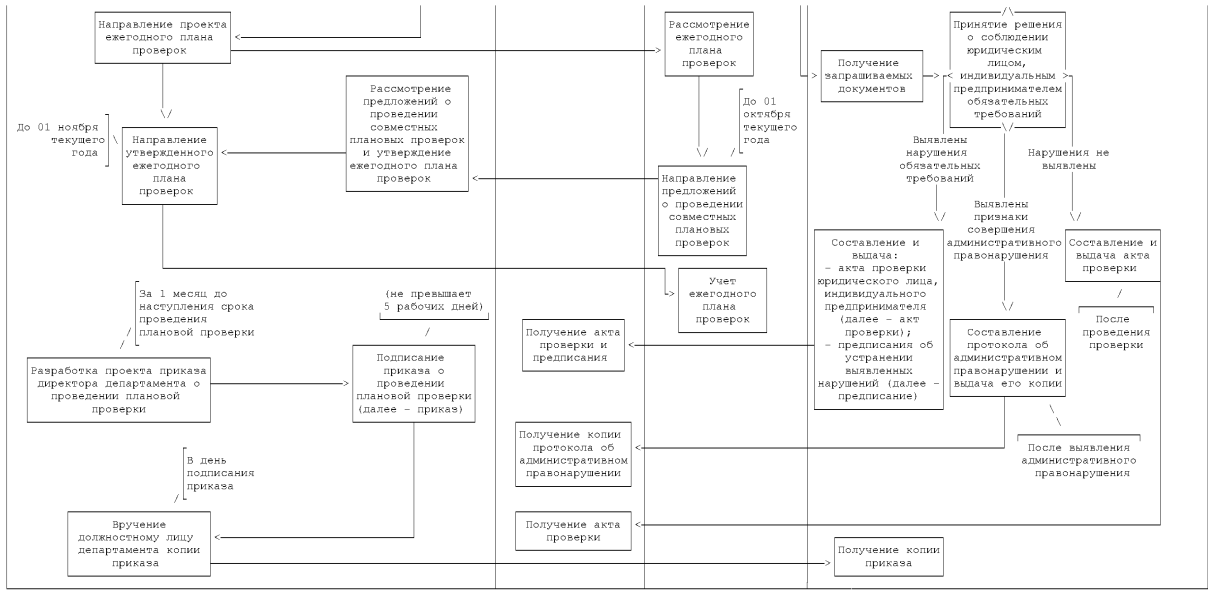 Направление проекта
ежегодного плана
проверок
Рассмотрение
ежегодного
плана
проверок
Принятие решения
о соблюдении
юридическим
лицом,
индивидуальным
предпринимателем
обязательных
требований
Получение
запрашиваемых
документов
Рассмотрение
предложений о
проведении
совместных
плановых проверок
и утверждение
ежегодного плана
проверок
До 01
октября
текущего
года
До 01 ноября
текущего
года
Направление
утвержденного
ежегодного
плана
проверок
Выявлены
нарушения
обязательных
требований
Нарушения не
выявлены
Направление
предложений
о проведении
совместных
плановых
проверок
Выявлены
признаки
совершения
административного
правонарушения
Составление и
выдача:
- акта проверки
юридического лица,
индивидуального
предпринимателя
(далее - акт
проверки);
- предписания об
устранении
выявленных
нарушений (далее -
предписание)
Составление и
выдача акта
проверки
Учет
ежегодного
плана
проверок
За 1 месяц до
наступления срока
проведения
плановой проверки
(не превышает
5 рабочих дней)
Получение акта
проверки и
предписания
Составление
протокола об
административном
правонарушении и
выдача его копии
После
проведения
проверки
Разработка проекта приказа
директора департамента о
проведении плановой
проверки
Подписание
приказа о
проведении
плановой проверки
(далее - приказ)
Получение копии
протокола об
административном
правонарушении
После выявления
административного
правонарушения
В день
подписания
приказа
Вручение
должностному лицу
департамента копии
приказа
Получение акта
проверки
Получение копии
приказа